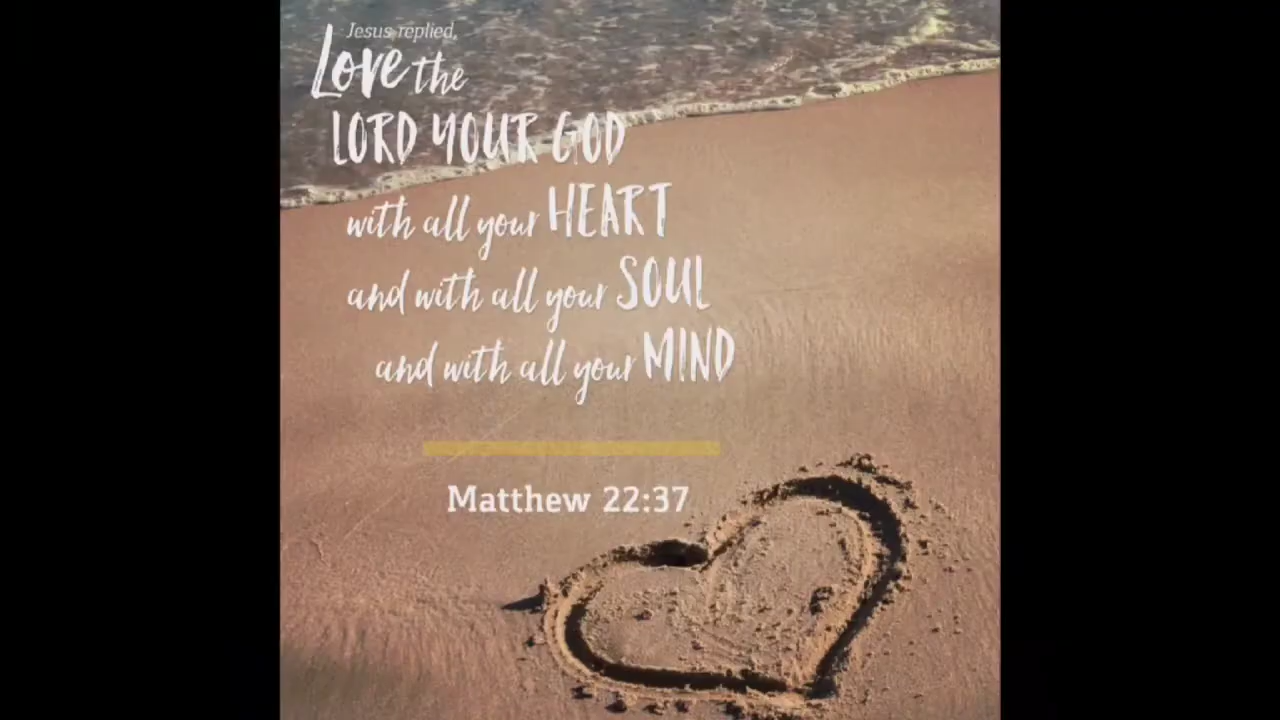 Jesus replied,
Love the
LORD YOUR GOD
with all your HEART
and with all your SOUL
and with all your MIND
Matthew 22:37